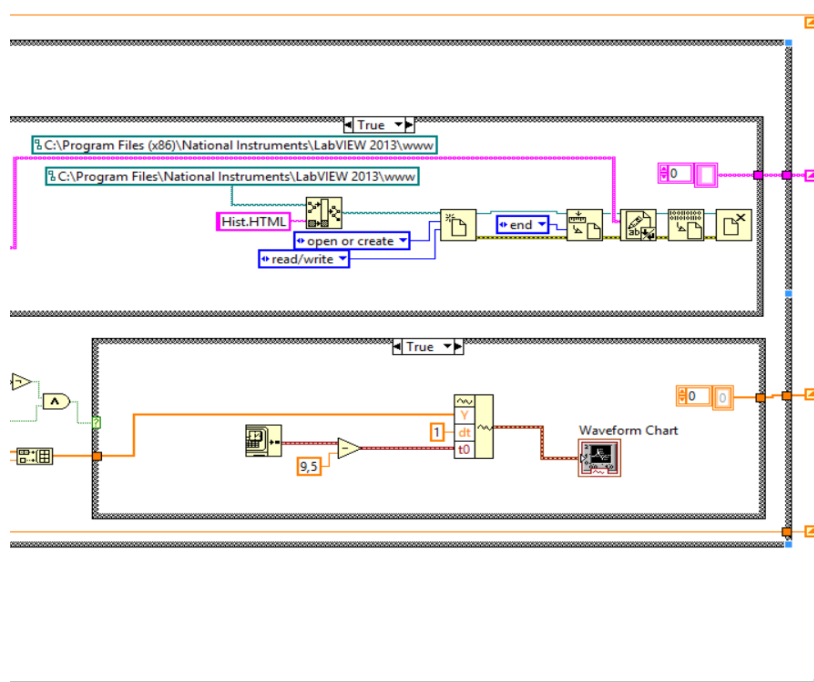 True
C:\Program Files (x86)\National Instruments\LabVIEW 2013\www
C:\Program Files\National Instruments\LabVIEW 2013\www
0
Hist.HTML
open or create
read/write
end
True
0
0
Y
dt
t0
1
9,5
Waveform Chart